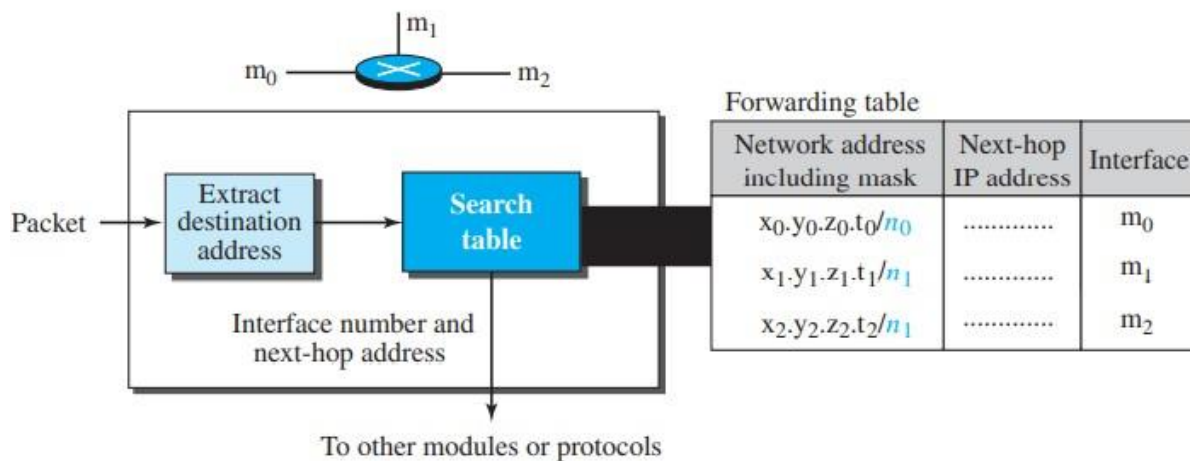 m₁
m₀
m₂
Forwarding table
Network address including mask
Next-hop IP address
Interface
Packet
Extract destination address
Search table
x₀.y₀.z₀.t₀/n₀ ............. m₀
x₁.y₁.z₁.t₁/n₁ ............. m₁
x₂.y₂.z₂.t₂/n₁ ............. m₂
Interface number and
next-hop address
To other modules or protocols